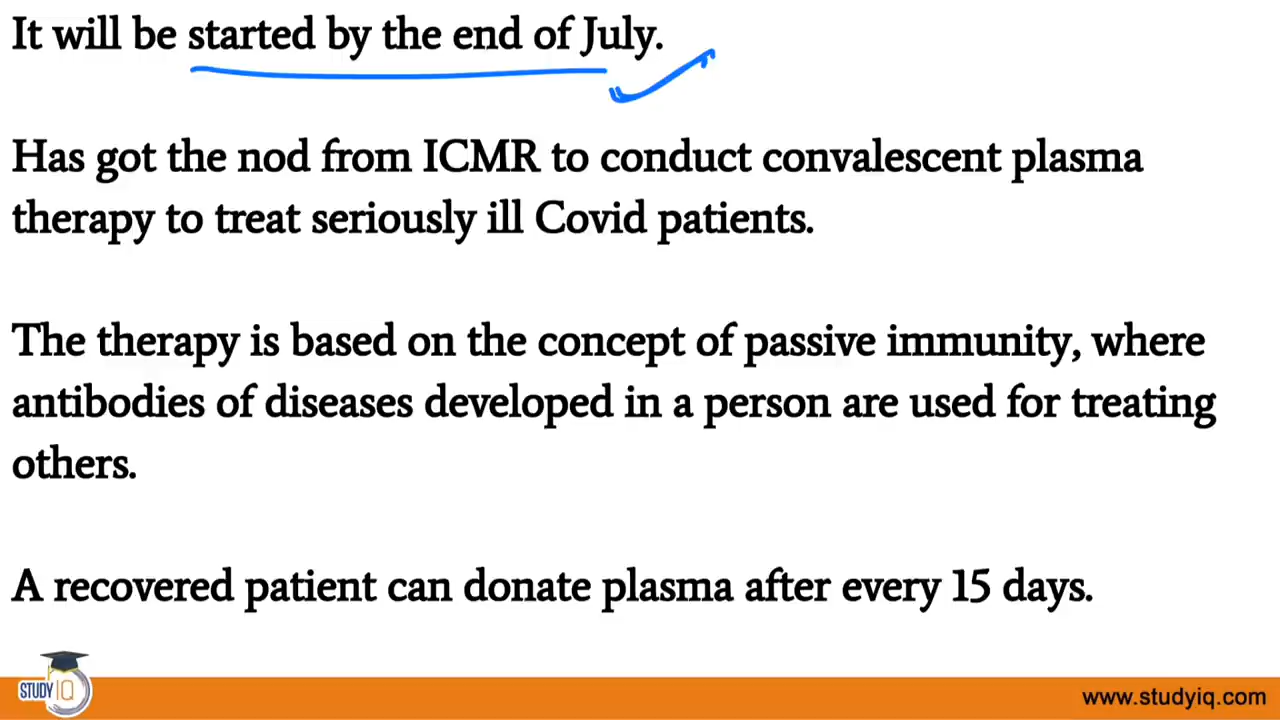 It will be started by the end of July.
Has got the nod from ICMR to conduct convalescent plasma
therapy to treat seriously ill Covid patients.
The therapy is based on the concept of passive immunity, where
antibodies of diseases developed in a person are used for treating
others.
A recovered patient can donate plasma after every 15 days.
STUDY IQ
www.studyiq.com